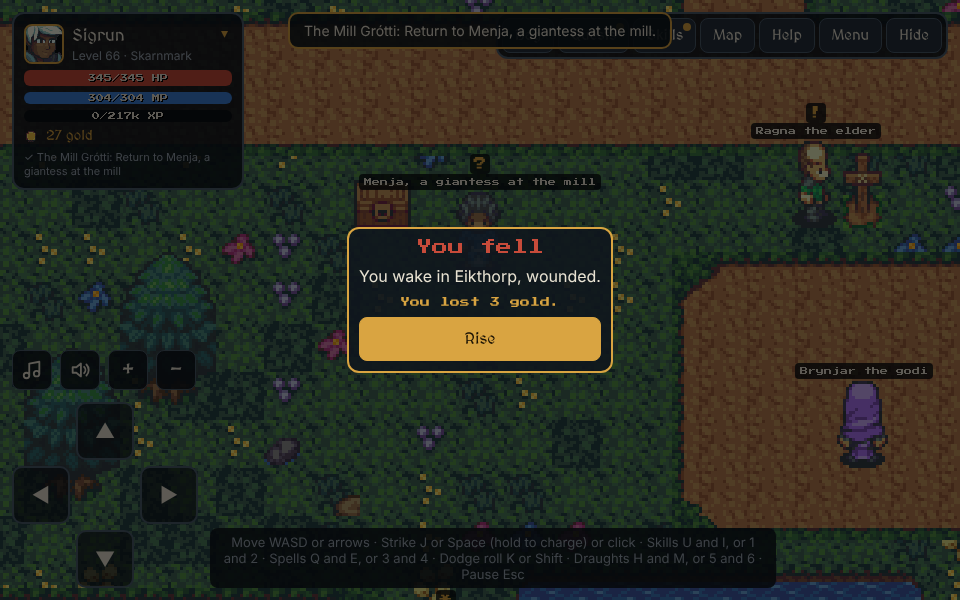 The Mill Grótti: Return to Menja, a giantess at the mill.
Sigrun
Level 66 · Skarnmark
345/345 HP
304/304 MP
0/217k XP
27 gold
✓ The Mill Grótti: Return to Menja, a
giantess at the mill
Map
Help
Menu
Hide
!
Ragna the elder
?
Menja, a giantess at the mill
You fell
You wake in Eikthorp, wounded.
You lost 3 gold.
Rise
Brynjar the godi
+
−
Move WASD or arrows · Strike J or Space (hold to charge) or click · Skills U and I, or 1
and 2 · Spells Q and E, or 3 and 4 · Dodge roll K or Shift · Draughts H and M, or 5 and 6 ·
Pause Esc